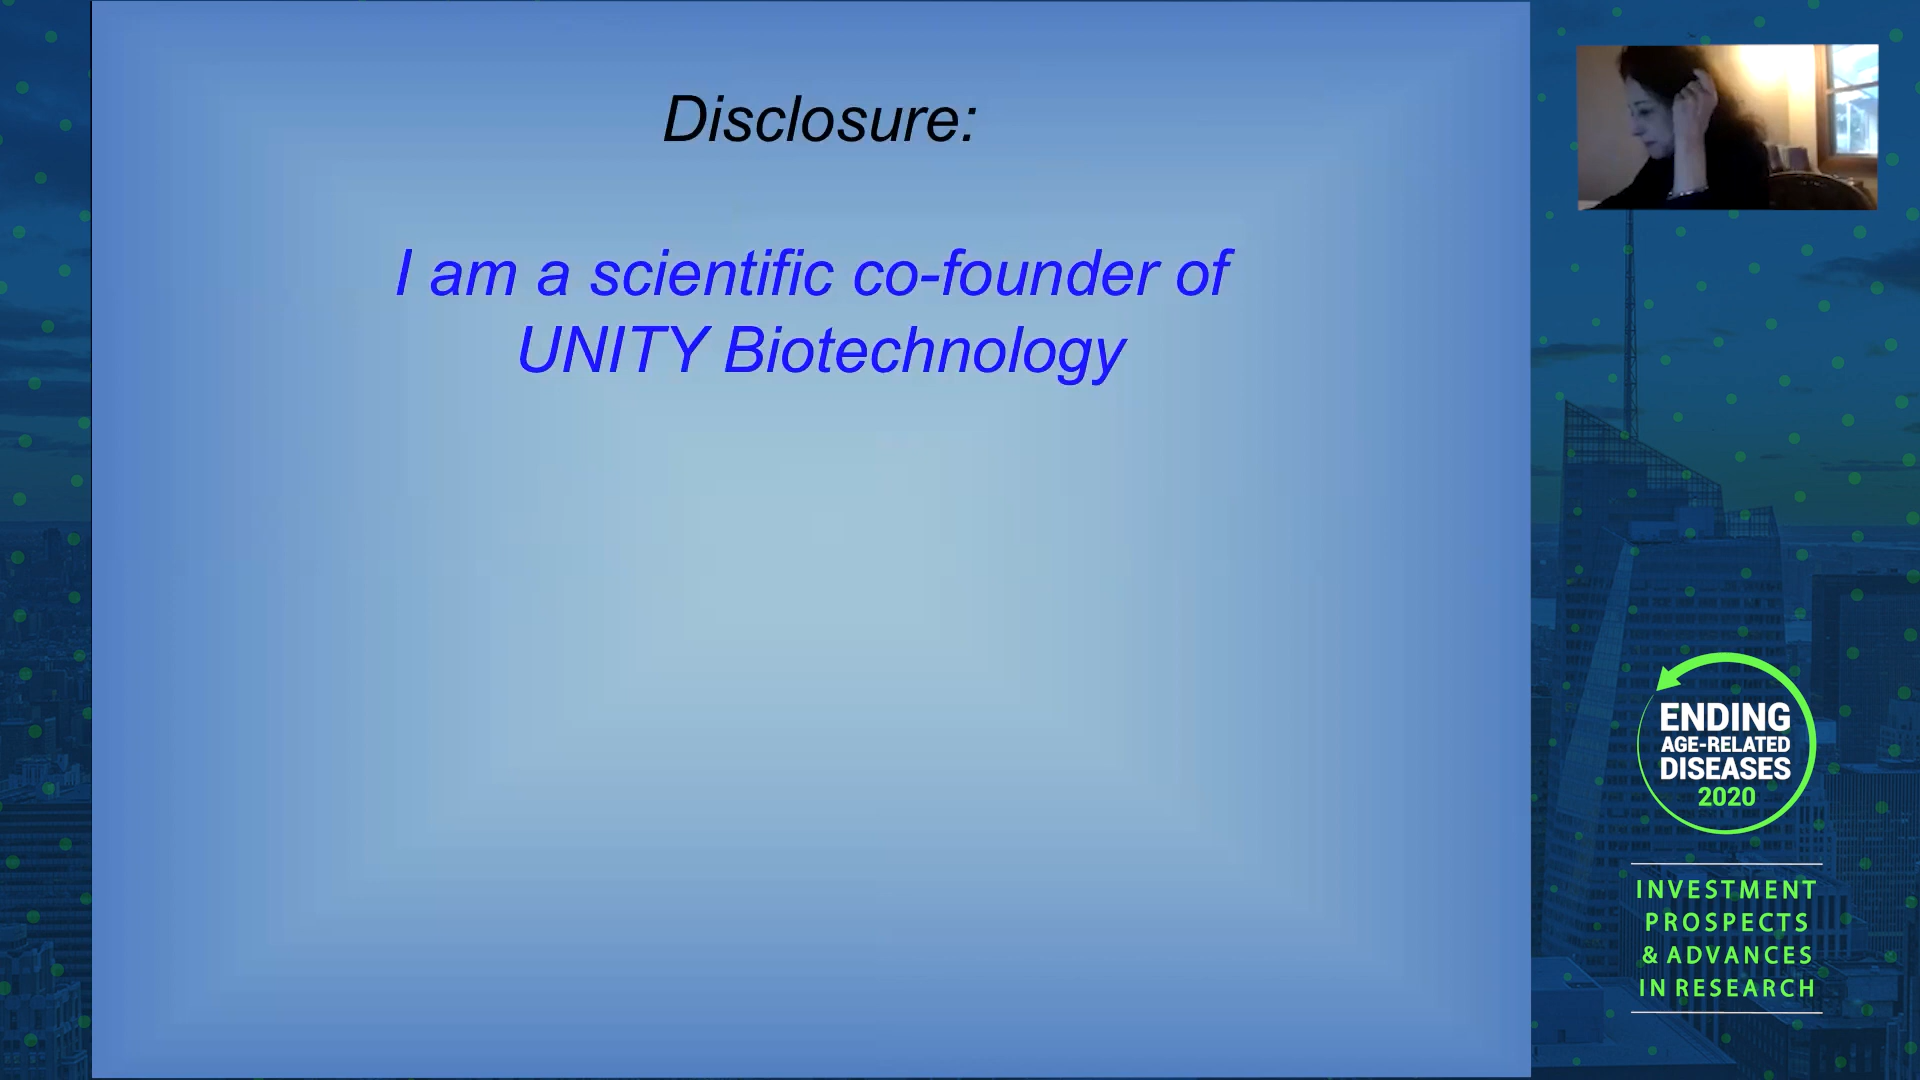 Disclosure:
I am a scientific co-founder of
UNITY Biotechnology
ENDING
AGE-RELATED
DISEASES
2020
INVESTMENT
PROSPECTS
& ADVANCES
IN RESEARCH